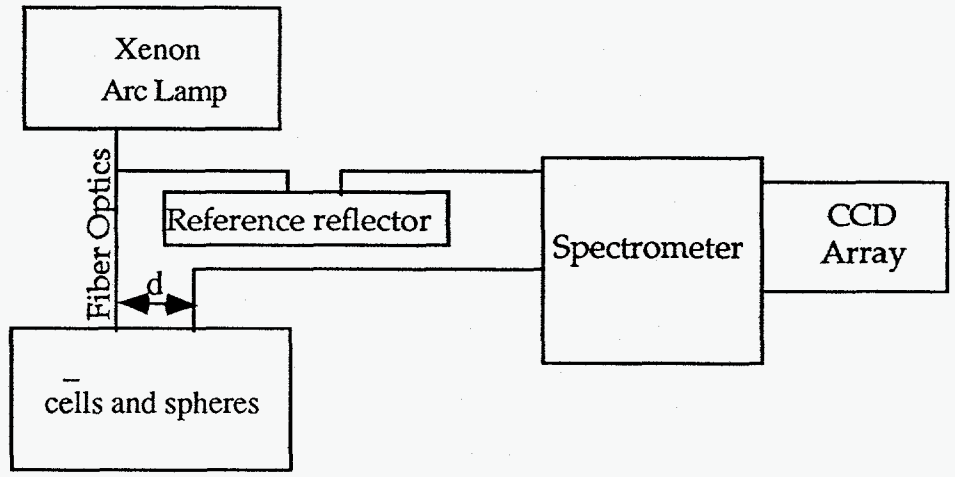 Xenon
Arc Lamp
Fiber Optics
Reference reflector
d
Spectrometer
CCD
Array
cells and spheres